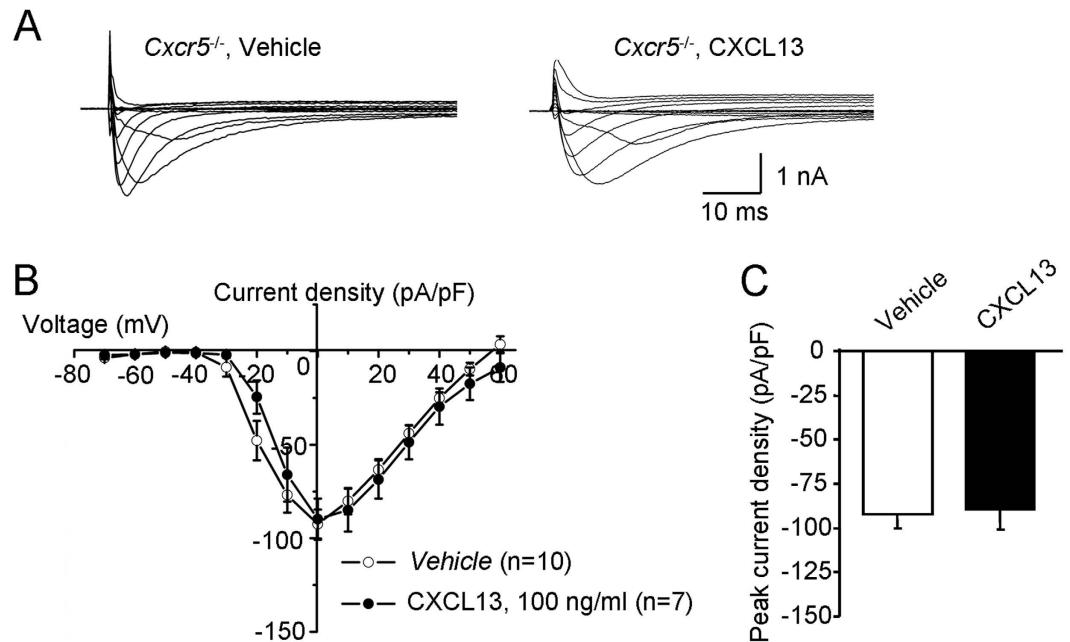 A
Cxcr5-/-, Vehicle
Cxcr5-/-, CXCL13
1 nA
10 ms
B
Current density (pA/pF)
Voltage (mV)
-80 -60 -40 -20 0 20 40 60
-50
-100
-150
Vehicle (n=10)
CXCL13, 100 ng/ml (n=7)
C
Vehicle
CXCL13
Peak current density (pA/pF)
0
-25
-50
-75
-100
-125
-150